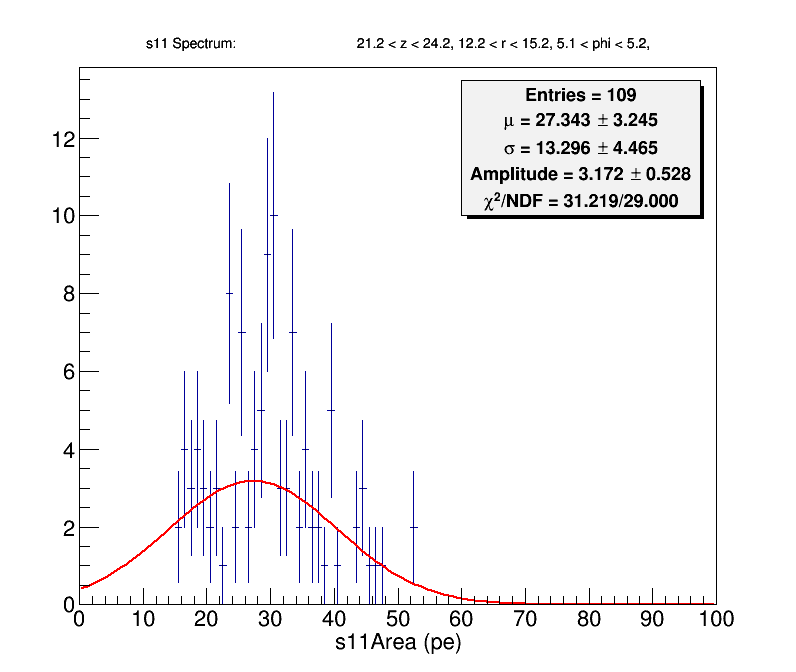 s11 Spectrum: 21.2 < z < 24.2, 12.2 < r < 15.2, 5.1 < phi < 5.2,
Entries = 109
μ = 27.343 ± 3.245
σ = 13.296 ± 4.465
Amplitude = 3.172 ± 0.528
χ²/NDF = 31.219/29.000
12
10
8
6
4
2
0
0 10 20 30 40 50 60 70 80 90 100
s11Area (pe)